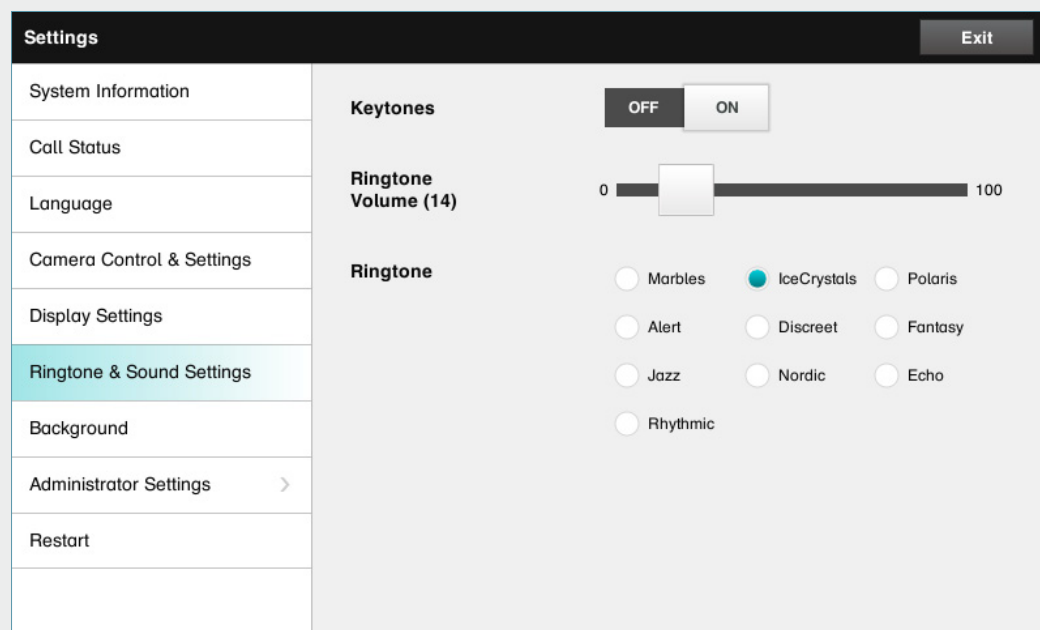 Settings
Exit
System Information
Call Status
Language
Camera Control & Settings
Display Settings
Ringtone & Sound Settings
Background
Administrator Settings
Restart
Keytones
OFF ON
Ringtone
Volume (14)
0 100
Ringtone
Marbles IceCrystals Polaris
Alert Discreet Fantasy
Jazz Nordic Echo
Rhythmic